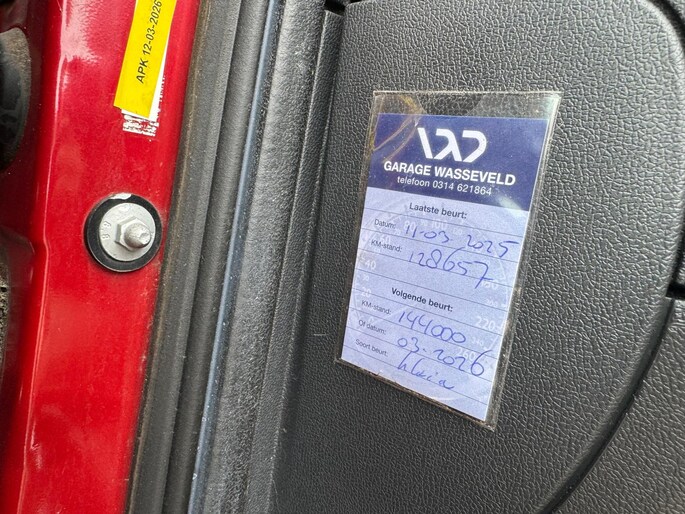 APK 12-03-2026
GARAGE WASSEVELD
telefoon 0314 621864
Laatste beurt:
Datum: 11-03-2025
KM-stand: 128657
Volgende beurt:
KM-stand: 144000
Of datum: 03-2026
Soort beurt: klein